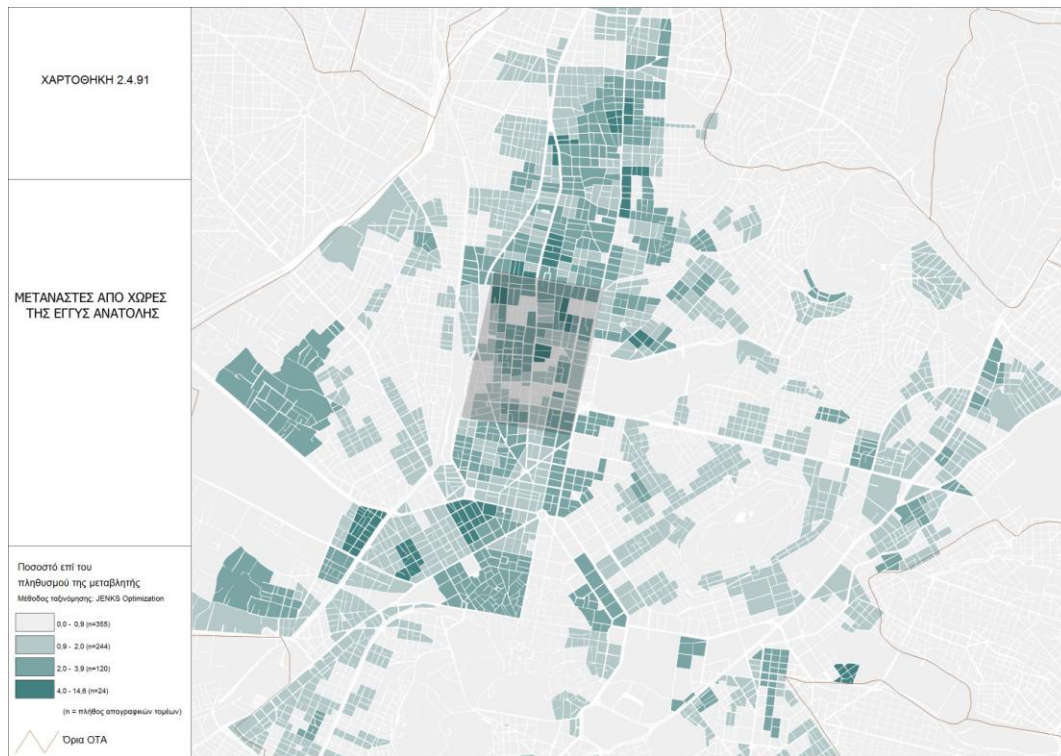 ΧΑΡΤΟΘΗΚΗ 2.4.91
ΜΕΤΑΝΑΣΤΕΣ ΑΠΟ ΧΩΡΕΣ
ΤΗΣ ΕΓΓΥΣ ΑΝΑΤΟΛΗΣ
Ποσοστό επί του
πληθυσμού της μεταβλητής
Μέθοδος ταξινόμησης: JENKS Optimization
0,0 - 0,9 (n=355)
0,9 - 2,0 (n=244)
2,0 - 3,9 (n=120)
4,0 - 14,6 (n=24)
(n = πλήθος απογραφικών τομέων)
Όρια ΟΤΑ